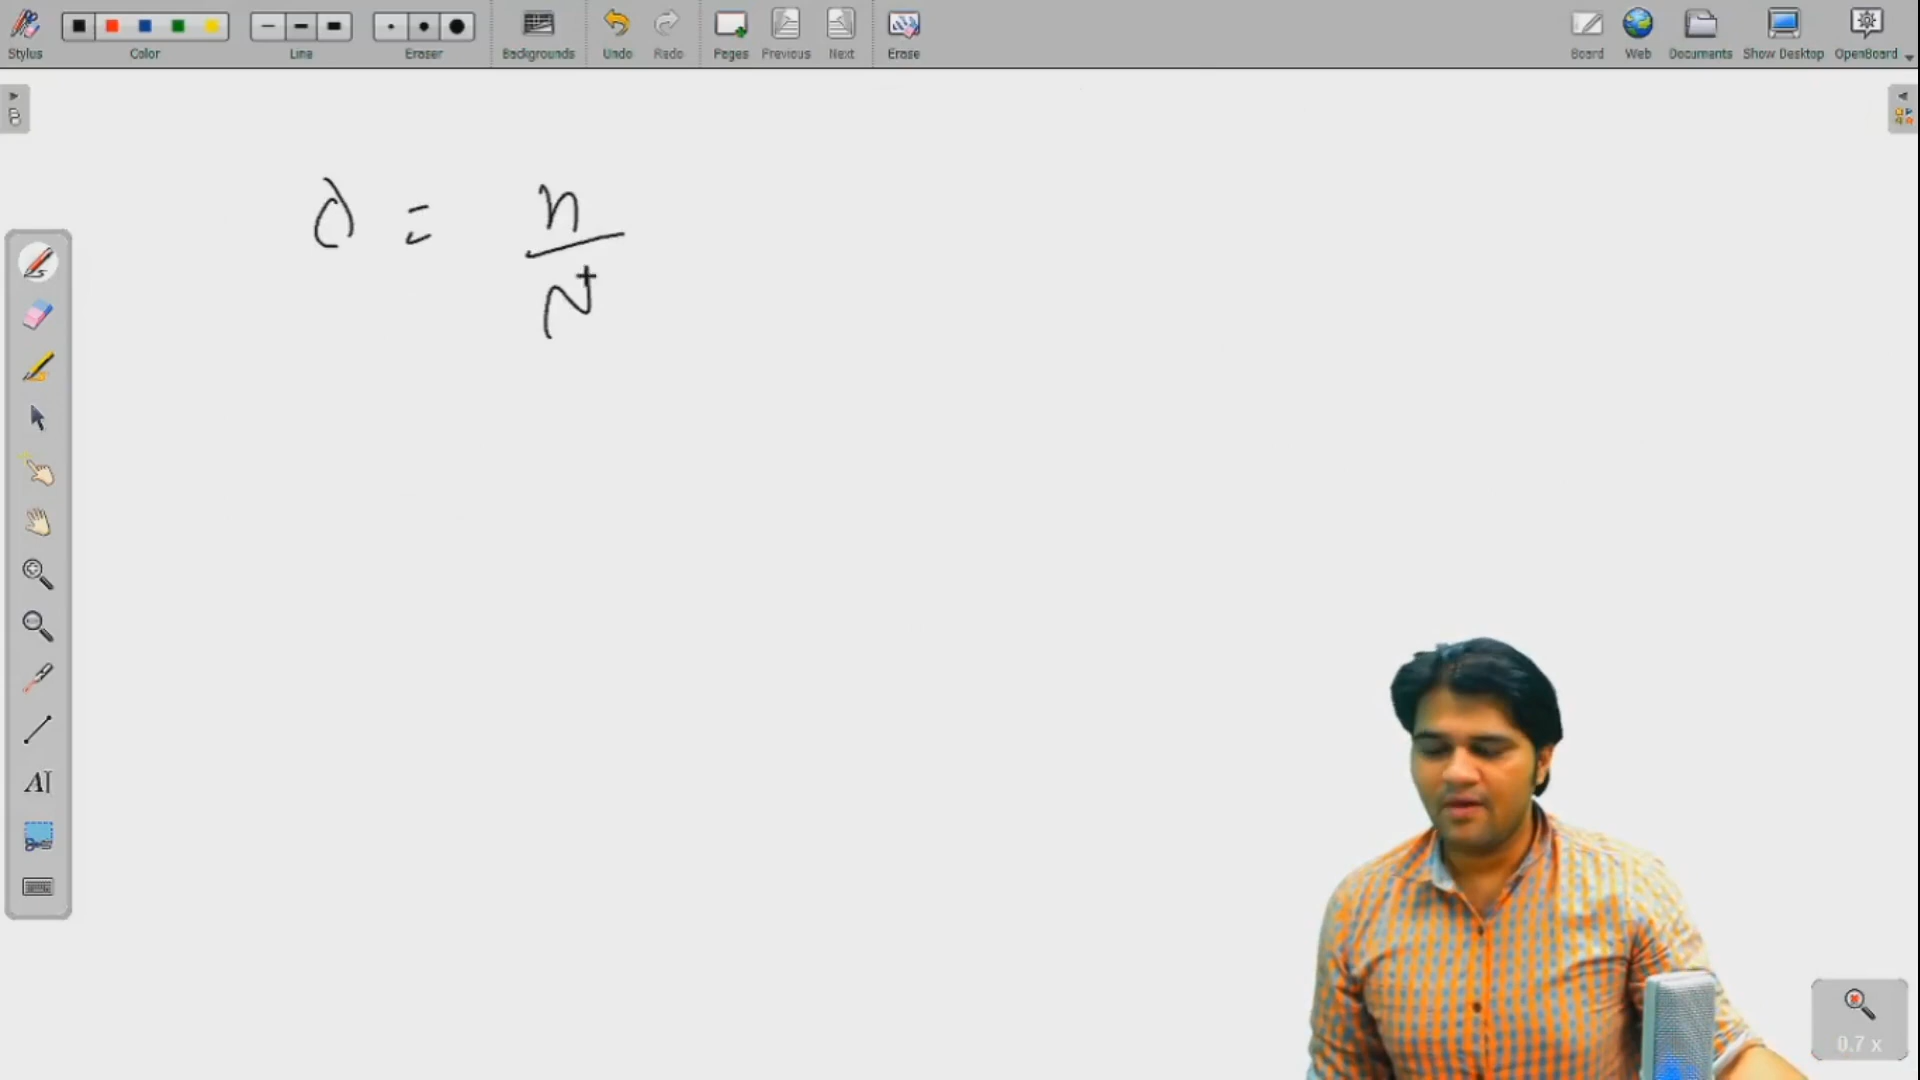 Stylus
Color
Line
Eraser
Backgrounds
Undo
Redo
Pages
Previous
Next
Erase
Board
Web
Documents
Show Desktop
OpenBoard
= n
N
AI
0.7 x